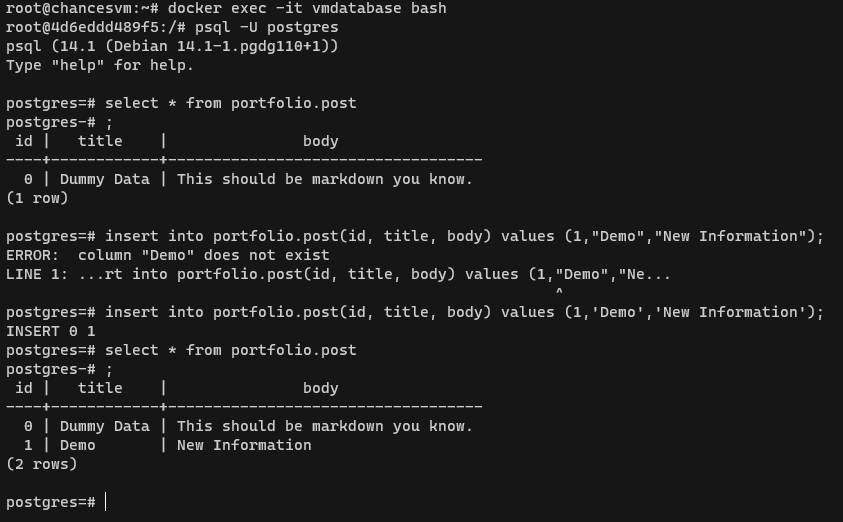 root@chancesvm:~# docker exec -it vmdatabase bash
root@4d6eddd489f5:/# psql -U postgres
psql (14.1 (Debian 14.1-1.pgdg110+1))
Type "help" for help.

postgres=# select * from portfolio.post
postgres-# ;
 id |   title    |               body
----+------------+-----------------------------------
  0 | Dummy Data | This should be markdown you know.
(1 row)

postgres=# insert into portfolio.post(id, title, body) values (1,"Demo","New Information");
ERROR:  column "Demo" does not exist
LINE 1: ...rt into portfolio.post(id, title, body) values (1,"Demo","Ne...
                                                             ^
postgres=# insert into portfolio.post(id, title, body) values (1,'Demo','New Information');
INSERT 0 1
postgres=# select * from portfolio.post
postgres-# ;
 id |   title    |               body
----+------------+-----------------------------------
  0 | Dummy Data | This should be markdown you know.
  1 | Demo       | New Information
(2 rows)

postgres=#